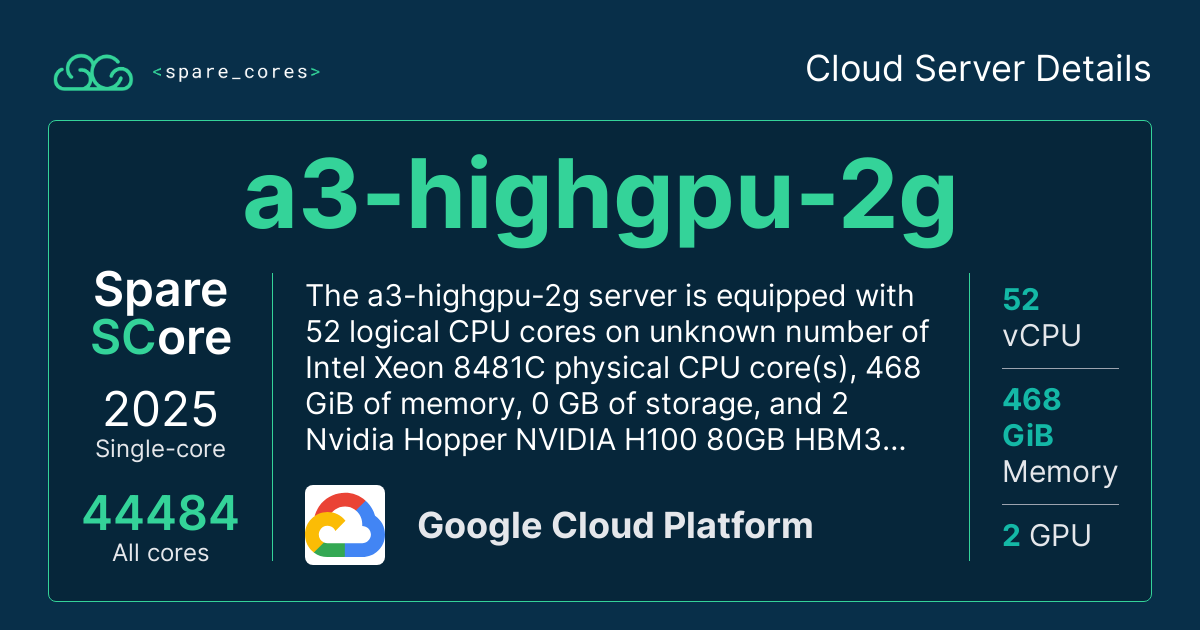 <spare_cores>
Cloud Server Details
a3-highgpu-2g
Spare
SCore
2025
Single-core
44484
All cores
The a3-highgpu-2g server is equipped with
52 logical CPU cores on unknown number of
Intel Xeon 8481C physical CPU core(s), 468
GiB of memory, 0 GB of storage, and 2
Nvidia Hopper NVIDIA H100 80GB HBM3...
Google Cloud Platform
52
vCPU
468
GiB
Memory
2 GPU